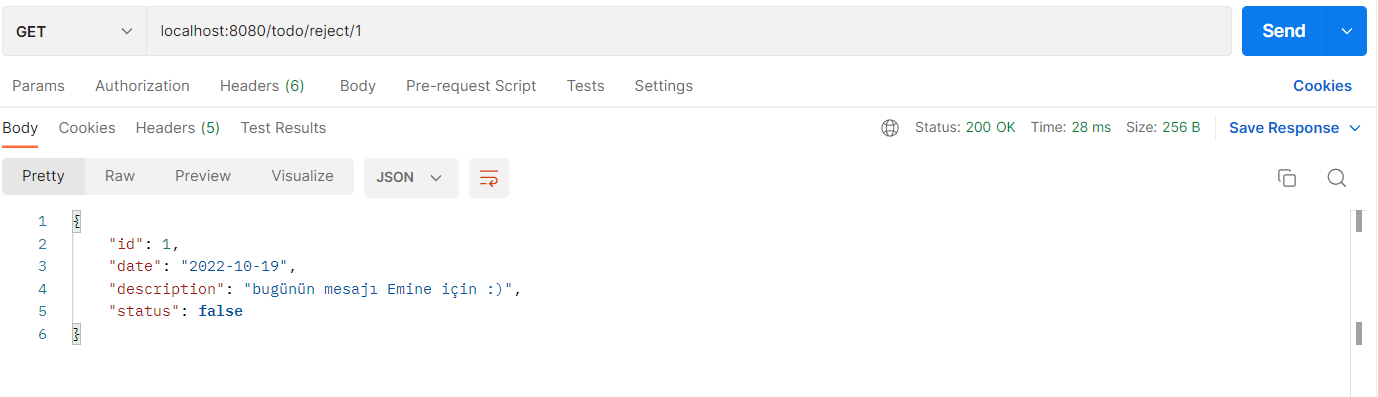 GET localhost:8080/todo/reject/1 Send
Params Authorization Headers (6) Body Pre-request Script Tests Settings Cookies
Body Cookies Headers (5) Test Results Status: 200 OK Time: 28 ms Size: 256 B Save Response
Pretty Raw Preview Visualize JSON
1 {
2 "id": 1,
3 "date": "2022-10-19",
4 "description": "bugünün mesajı Emine için :)",
5 "status": false
6 }